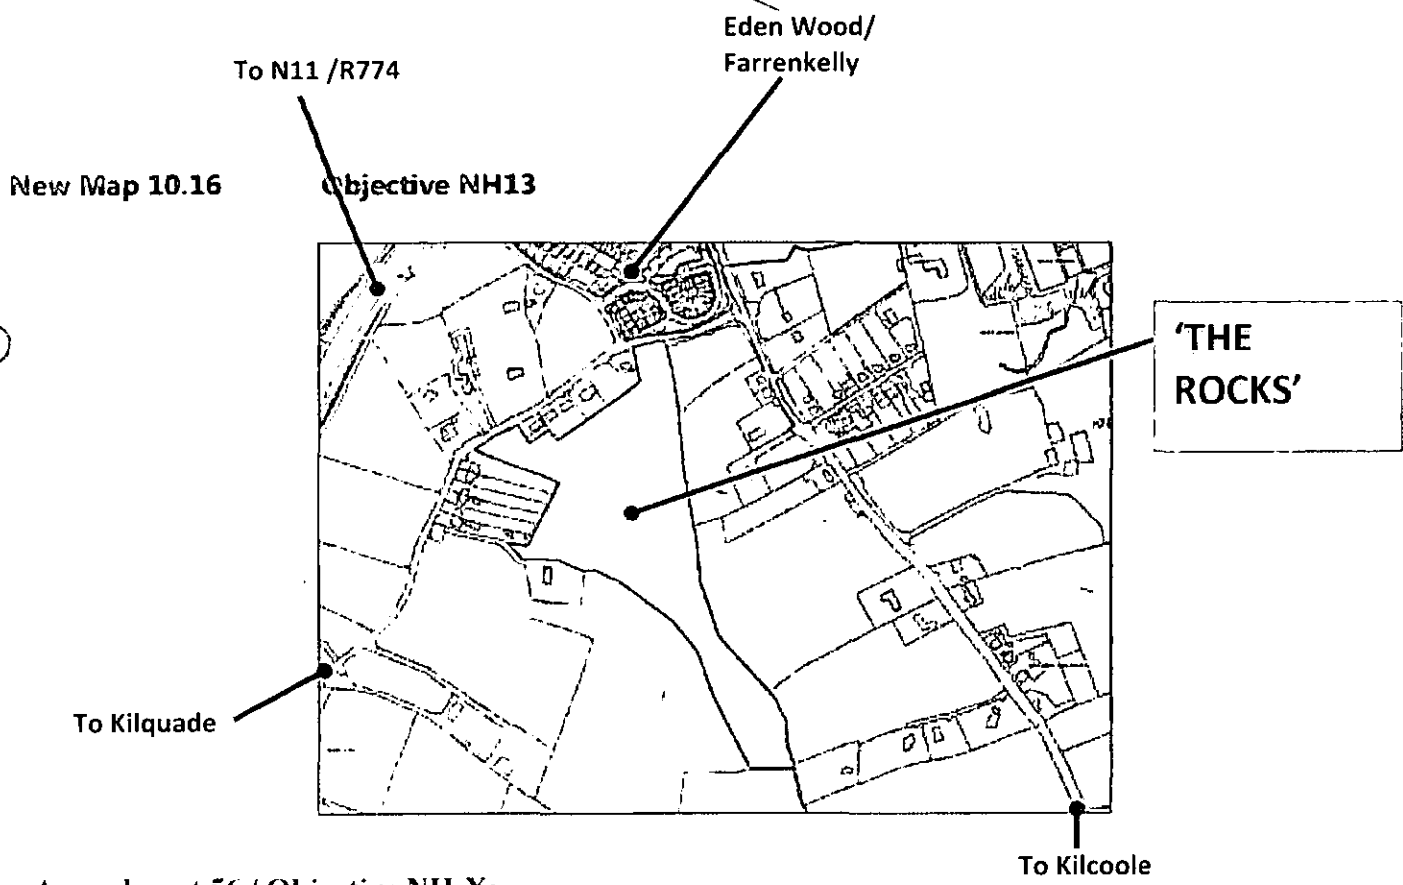 Eden Wood/
Farrenkelly
To N11 /R774
New Map 10.16 Objective NH13
'THE
ROCKS'
To Kilquade
To Kilcoole